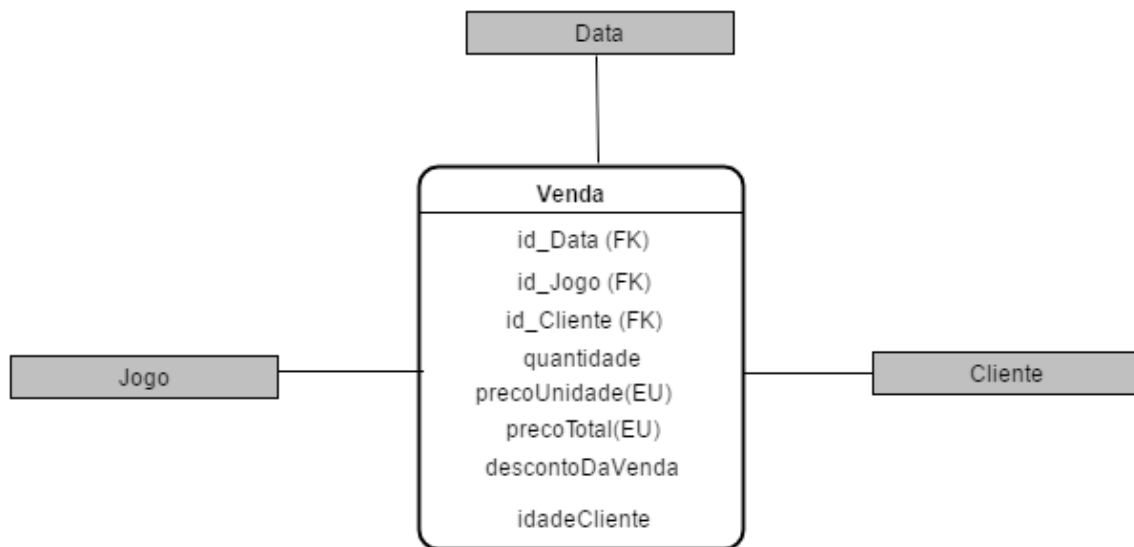 Data
Venda
id_Data (FK)
id_Jogo (FK)
id_Cliente (FK)
quantidade
precoUnidade(EU)
precoTotal(EU)
descontoDaVenda
idadeCliente
Jogo
Cliente